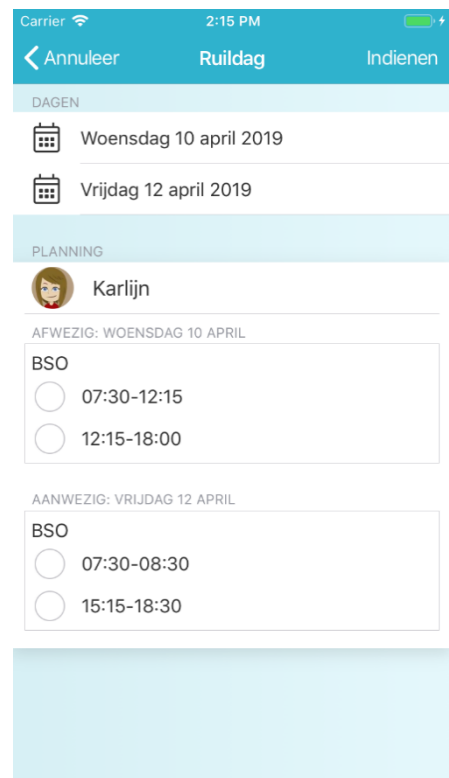 Carrier 2:15 PM
Annuleer Ruildag Indienen
DAGEN
Woensdag 10 april 2019
Vrijdag 12 april 2019
PLANNING
Karlijn
AFWEZIG: WOENSDAG 10 APRIL
BSO
07:30-12:15
12:15-18:00
AANWEZIG: VRIJDAG 12 APRIL
BSO
07:30-08:30
15:15-18:30